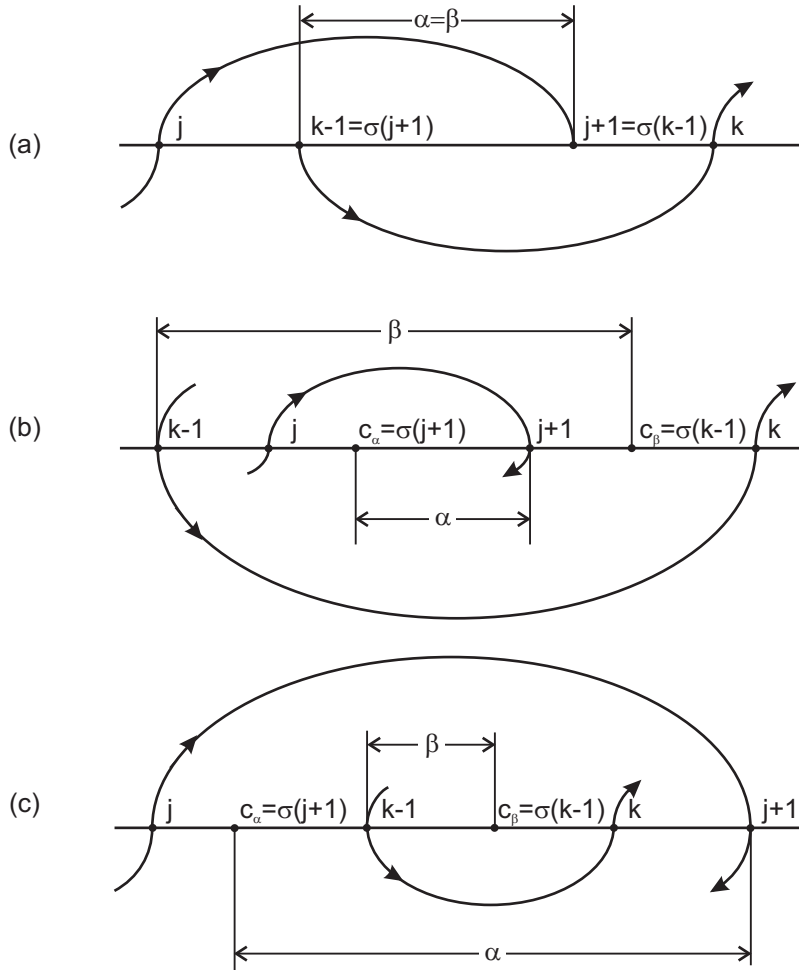 α=β
(a) j k-1=σ(j+1) j+1=σ(k-1) k
β
(b) k-1 j c_α=σ(j+1) j+1 c_β=σ(k-1) k
α
β
(c) j c_α=σ(j+1) k-1 c_β=σ(k-1) k j+1
α